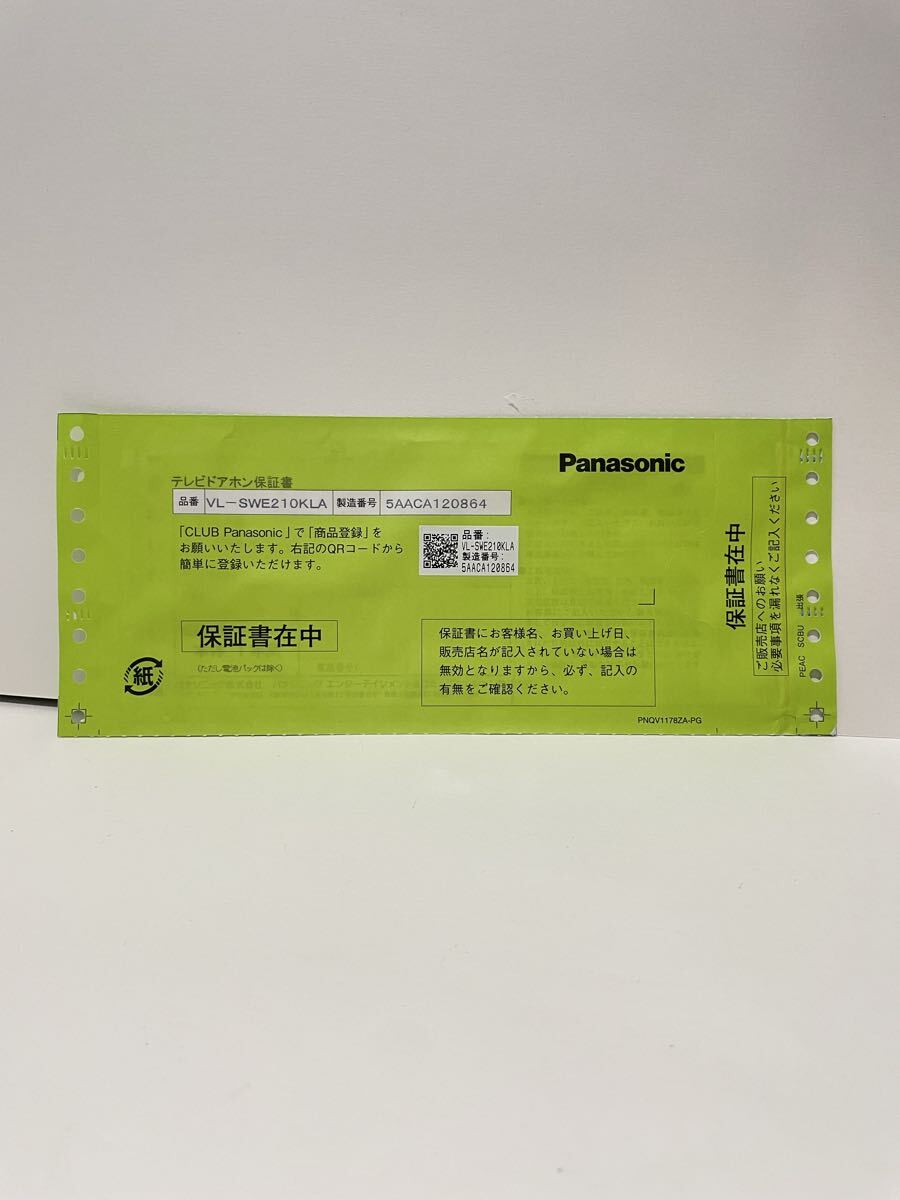 Panasonic
テレビドアホン保証書
品番 VL-SWE210KLA 製造番号 5AACA120864
「CLUB Panasonic」で「商品登録」を
お願いいたします。右記のQRコードから
簡単に登録いただけます。
品番:
VL-SWE210KLA
製造番号:
5AACA120864
保証書在中
(ただし電池パックは除く)
保証書にお客様名、お買い上げ日、
販売店名が記入されていない場合は
無効となりますから、必ず、記入の
有無をご確認ください。
紙
PNQV1178ZA-PG
保証書在中
ご販売店へのお願い
必要事項を漏れなくご記入ください
PEAC SCBU 出張